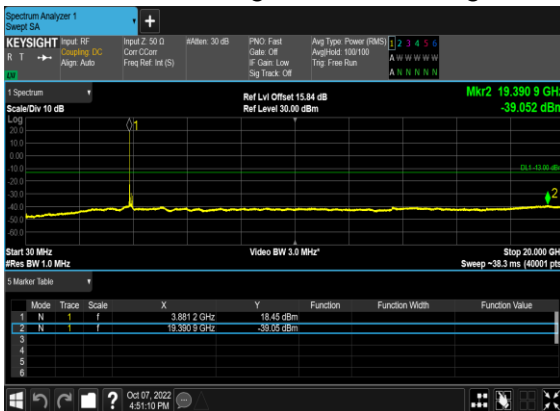 Spectrum Analyzer 1
Swept SA
KEYSIGHT Input: RF Input Z: 50 Ω #Atten: 30 dB PNO: Fast Avg Type: Power (RMS) 1 2 3 4 5 6
R T Coupling: DC Corr CCorr Gate: Off Avg|Hold: 100/100 A W W W W W
Align: Auto Freq Ref: Int (S) IF Gain: Low Trig: Free Run
Sig Track: Off A N N N N N
LV
1 Spectrum Ref Lvl Offset 15.84 dB Mkr2 19.390 9 GHz
Scale/Div 10 dB Ref Level 30.00 dBm -39.052 dBm
Log
20.0 1
10.0
0.00
-10.0 DL1 -13.00 dBm
-20.0
-30.0 2
-40.0
-50.0
-60.0
Start 30 MHz Video BW 3.0 MHz* Stop 20.000 GH
#Res BW 1.0 MHz Sweep ~38.3 ms (40001 pts
5 Marker Table
Mode Trace Scale X Y Function Function Width Function Value
1 N 1 f 3.881 2 GHz 18.45 dBm
2 N 1 f 19.390 9 GHz -39.05 dBm
3
4
5
6
? Oct 07, 2022
4:51:10 PM